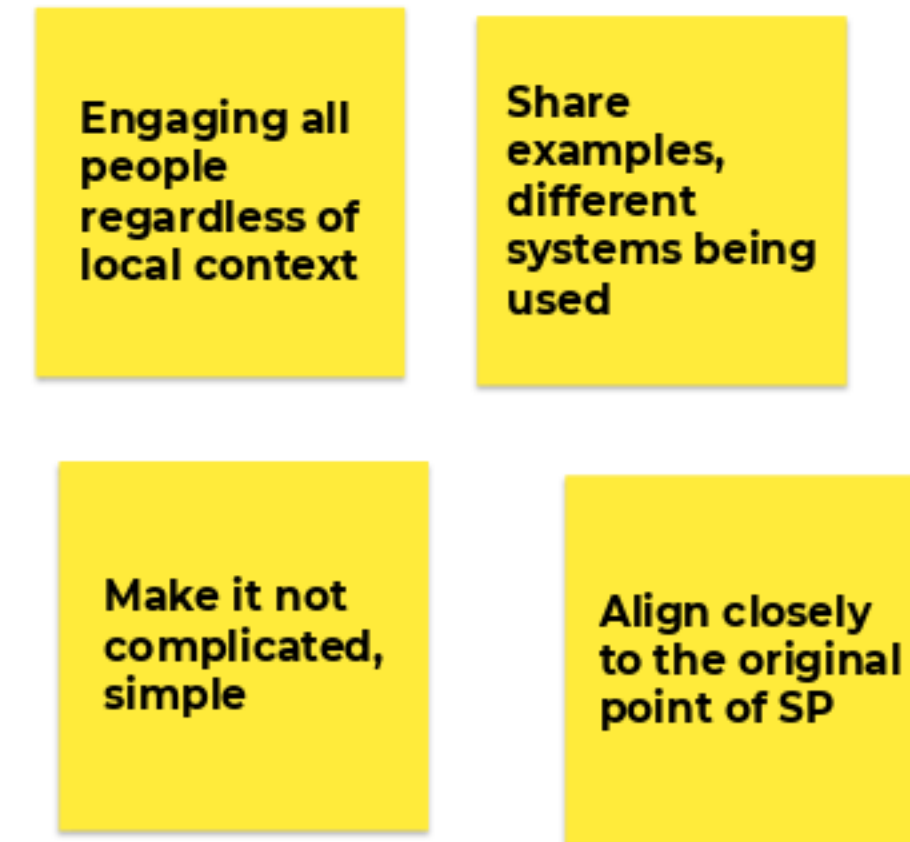 Engaging all
people
regardless of
local context
Share
examples,
different
systems being
used
Make it not
complicated,
simple
Align closely
to the original
point of SP